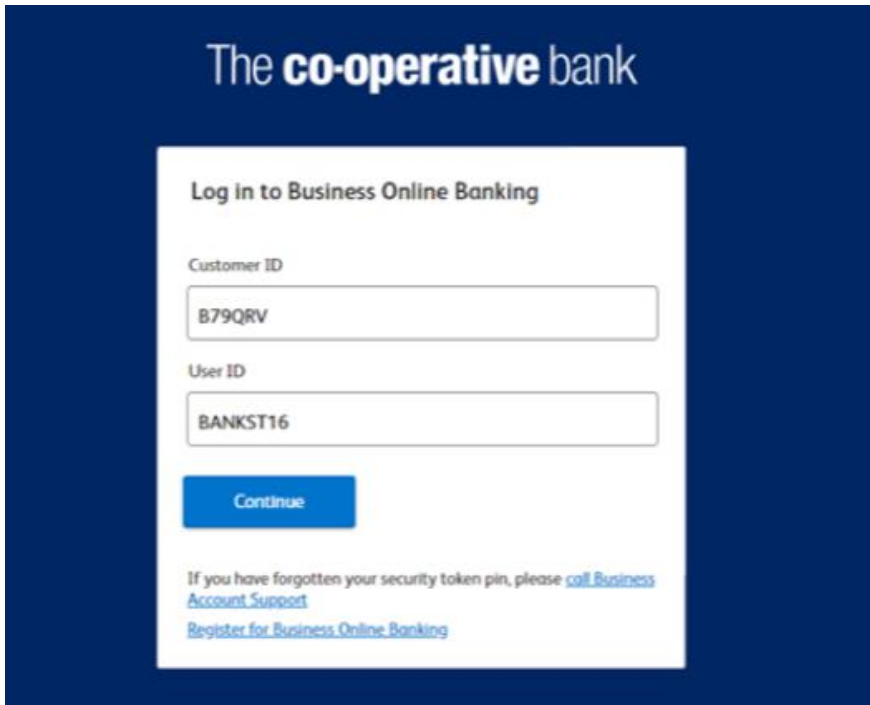 The co-operative bank
Log in to Business Online Banking
Customer ID
B79QRV
User ID
BANKST16
Continue
If you have forgotten your security token pin, please call Business
Account Support
Register for Business Online Banking